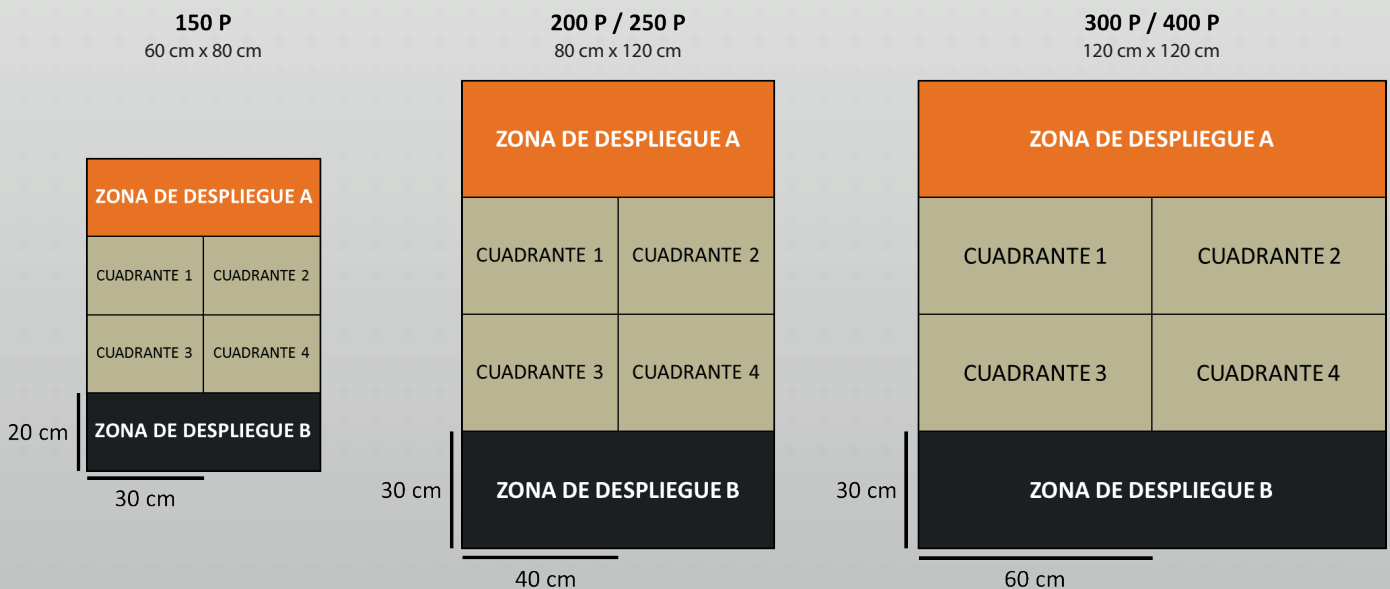 150 P
60 cm x 80 cm
ZONA DE DESPLIEGUE A
CUADRANTE 1
CUADRANTE 2
CUADRANTE 3
CUADRANTE 4
ZONA DE DESPLIEGUE B
20 cm
30 cm
200 P / 250 P
80 cm x 120 cm
ZONA DE DESPLIEGUE A
CUADRANTE 1
CUADRANTE 2
CUADRANTE 3
CUADRANTE 4
ZONA DE DESPLIEGUE B
30 cm
40 cm
300 P / 400 P
120 cm x 120 cm
ZONA DE DESPLIEGUE A
CUADRANTE 1
CUADRANTE 2
CUADRANTE 3
CUADRANTE 4
ZONA DE DESPLIEGUE B
30 cm
60 cm